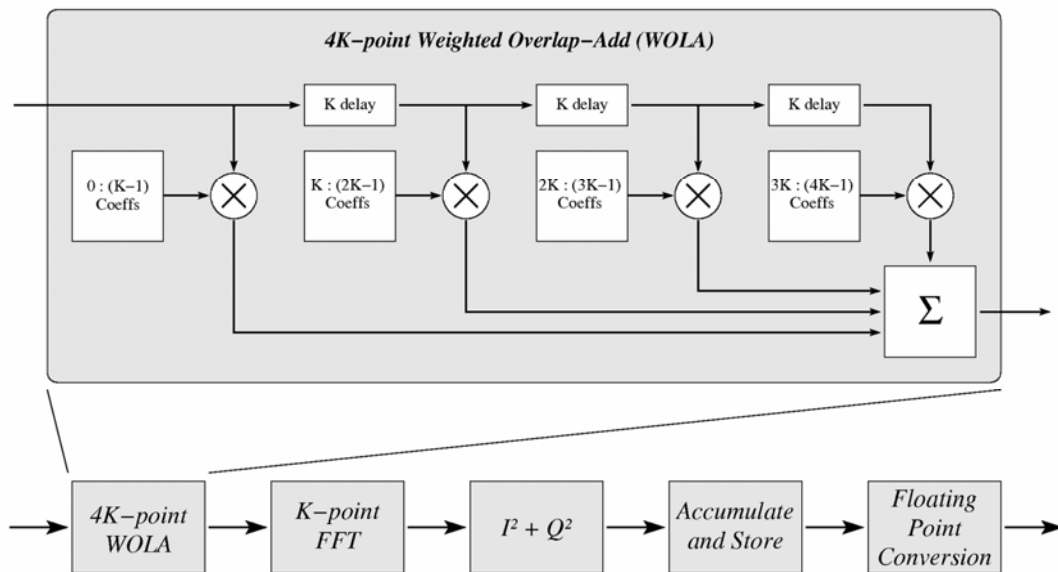 4K−point Weighted Overlap−Add (WOLA)
K delay
K delay
K delay
0 : (K−1)
Coeffs
K : (2K−1)
Coeffs
2K : (3K−1)
Coeffs
3K : (4K−1)
Coeffs
Σ
4K−point
WOLA
K−point
FFT
I² + Q²
Accumulate
and Store
Floating
Point
Conversion